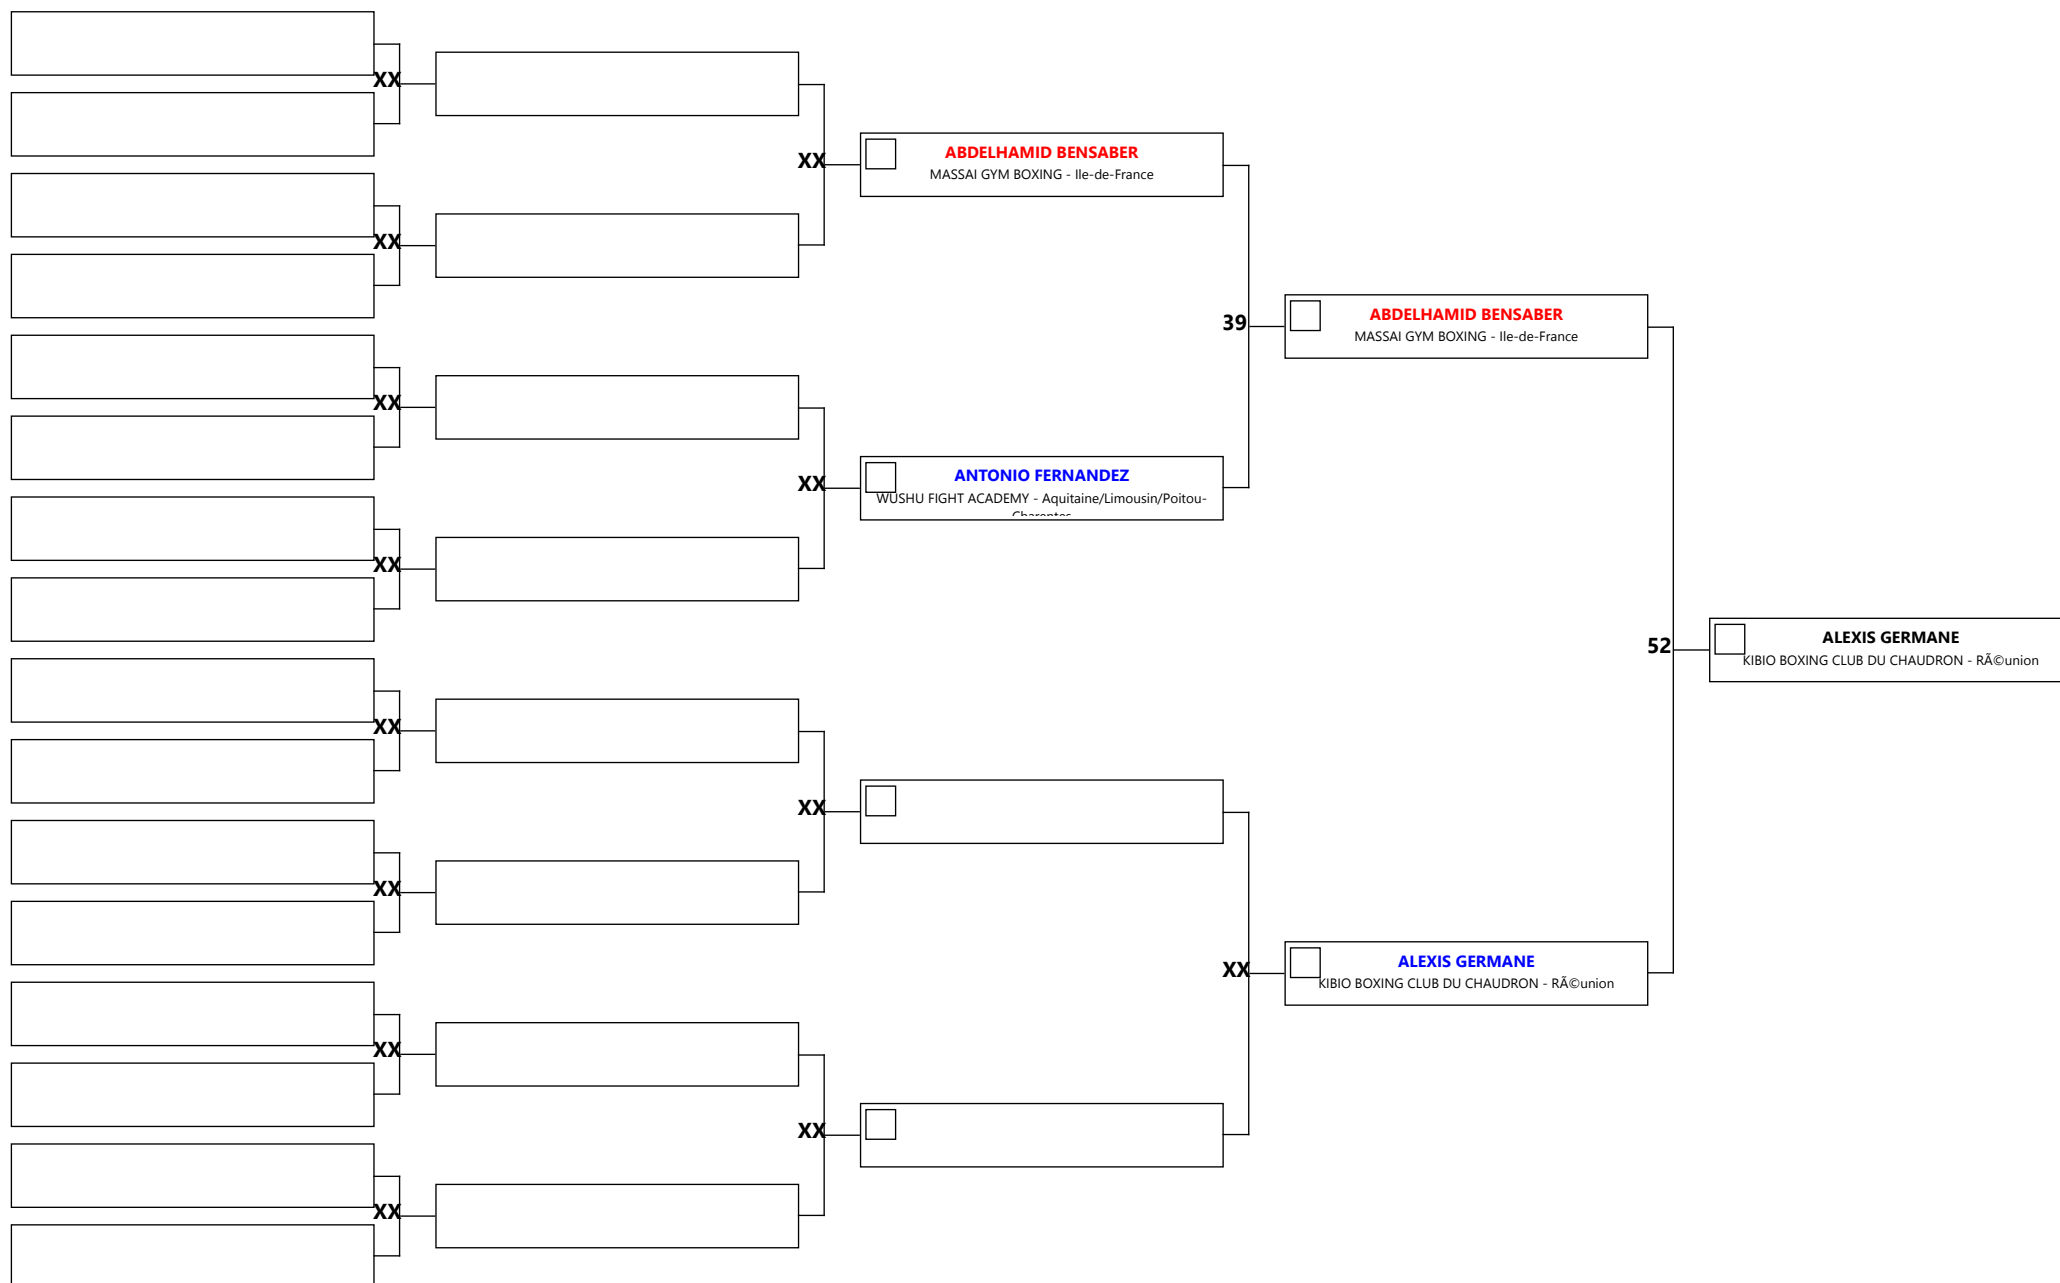 XX
XX
ABDELHAMID BENSABER
MASSAI GYM BOXING - Ile-de-France
XX
39
ABDELHAMID BENSABER
MASSAI GYM BOXING - Ile-de-France
XX
XX
ANTONIO FERNANDEZ
WUSHU FIGHT ACADEMY - Aquitaine/Limousin/Poitou-
Charentes
XX
52
ALEXIS GERMANE
KIBIO BOXING CLUB DU CHAUDRON - RÃ©union
XX
XX
XX
XX
ALEXIS GERMANE
KIBIO BOXING CLUB DU CHAUDRON - RÃ©union
XX
XX
XX